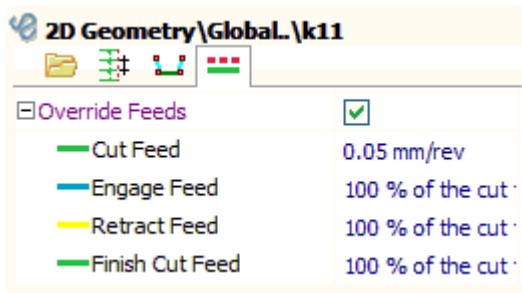 2D Geometry\Global..\k11
Override Feeds
Cut Feed 0.05 mm/rev
Engage Feed 100 % of the cut
Retract Feed 100 % of the cut
Finish Cut Feed 100 % of the cut